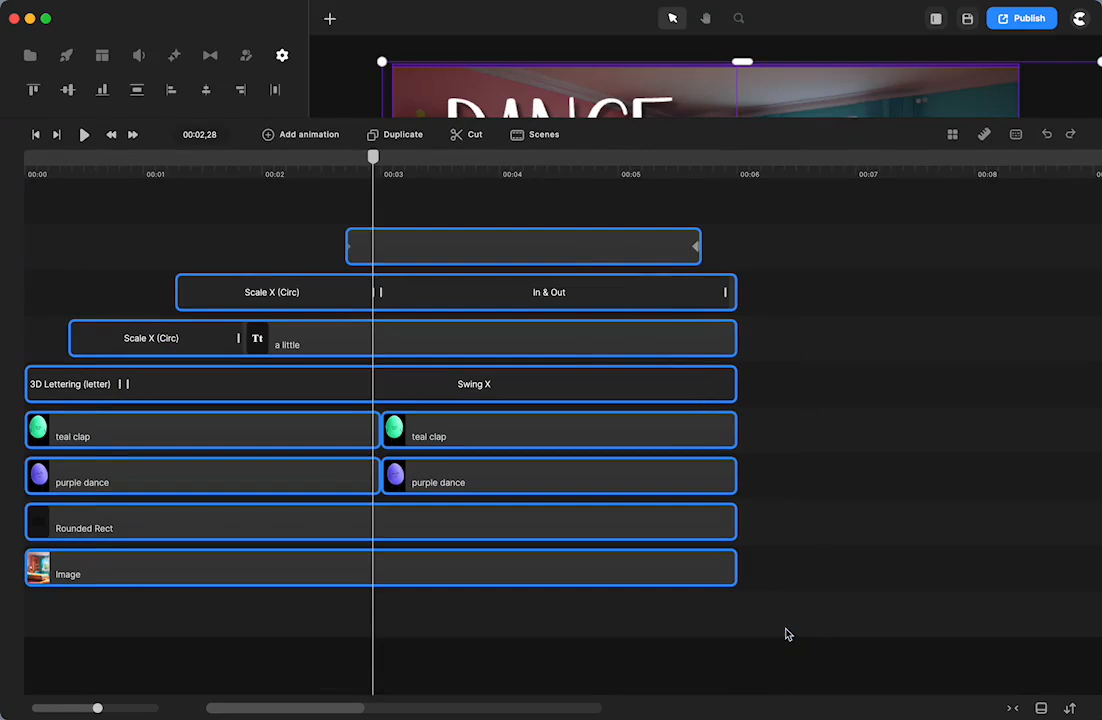 Publish
DANCE
00:02,28
Add animation
Duplicate
Cut
Scenes
00:00 00:01 00:02 00:03 00:04 00:05 00:06 00:07 00:08
Scale X (Circ) In & Out
Scale X (Circ) Tt a little
3D Lettering (letter) Swing X
teal clap teal clap
purple dance purple dance
Rounded Rect
Image